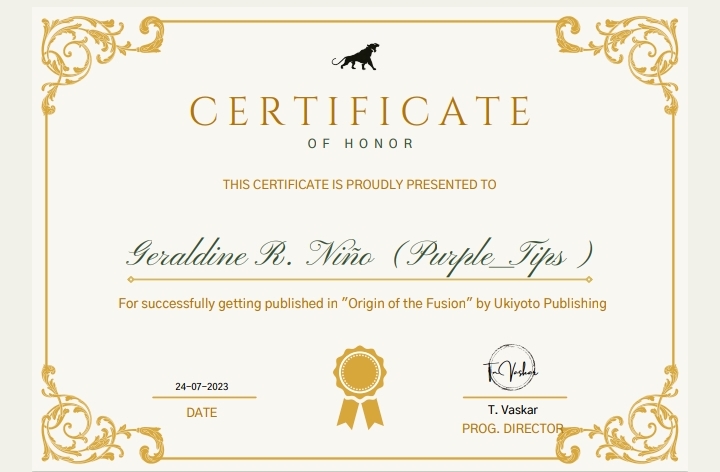 CERTIFICATE
OF HONOR
THIS CERTIFICATE IS PROUDLY PRESENTED TO
Geraldine R. Niño (Purple_Tips )
For successfully getting published in "Origin of the Fusion" by Ukiyoto Publishing
24-07-2023
DATE
T. Vaskar
T. Vaskar
PROG. DIRECTOR